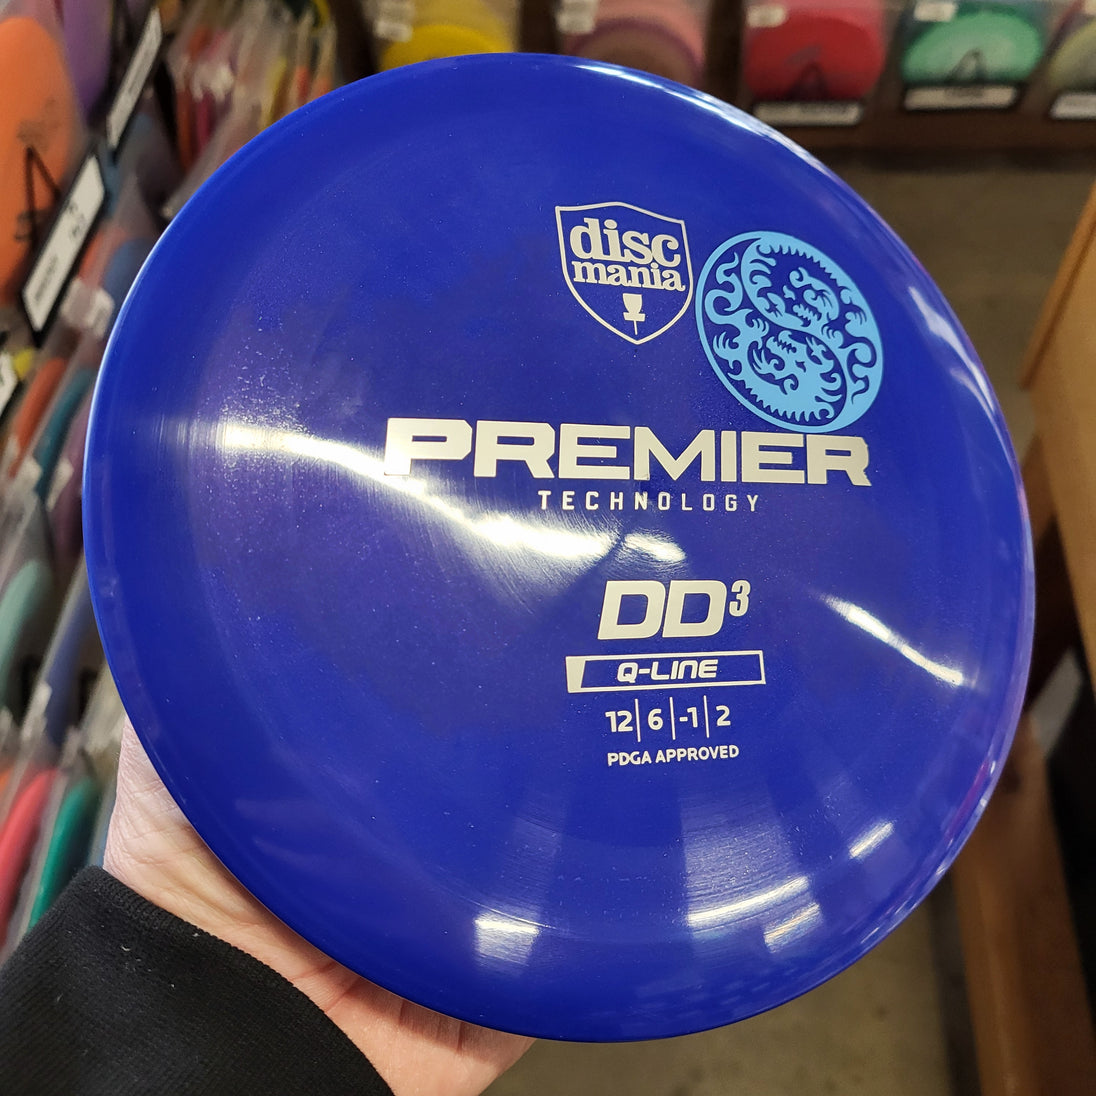 disc
mania
PREMIER
TECHNOLOGY
DD³
Q-LINE
12|6|-1|2
PDGA APPROVED